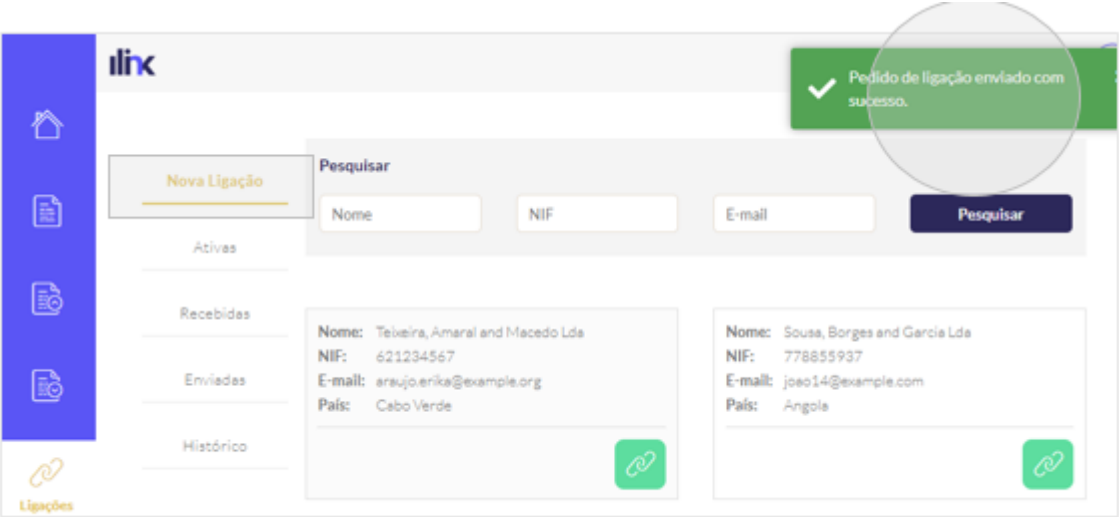 ilink
Pedido de ligação enviado com
sucesso.
Nova Ligação
Ativas
Recebidas
Enviadas
Histórico
Ligações
Pesquisar
Nome
NIF
E-mail
Pesquisar
Nome: Teixeira, Amaral and Macedo Lda
NIF: 621234567
E-mail: araujo.erika@example.org
País: Cabo Verde
Nome: Sousa, Borges and Garcia Lda
NIF: 778855937
E-mail: joao14@example.com
País: Angola